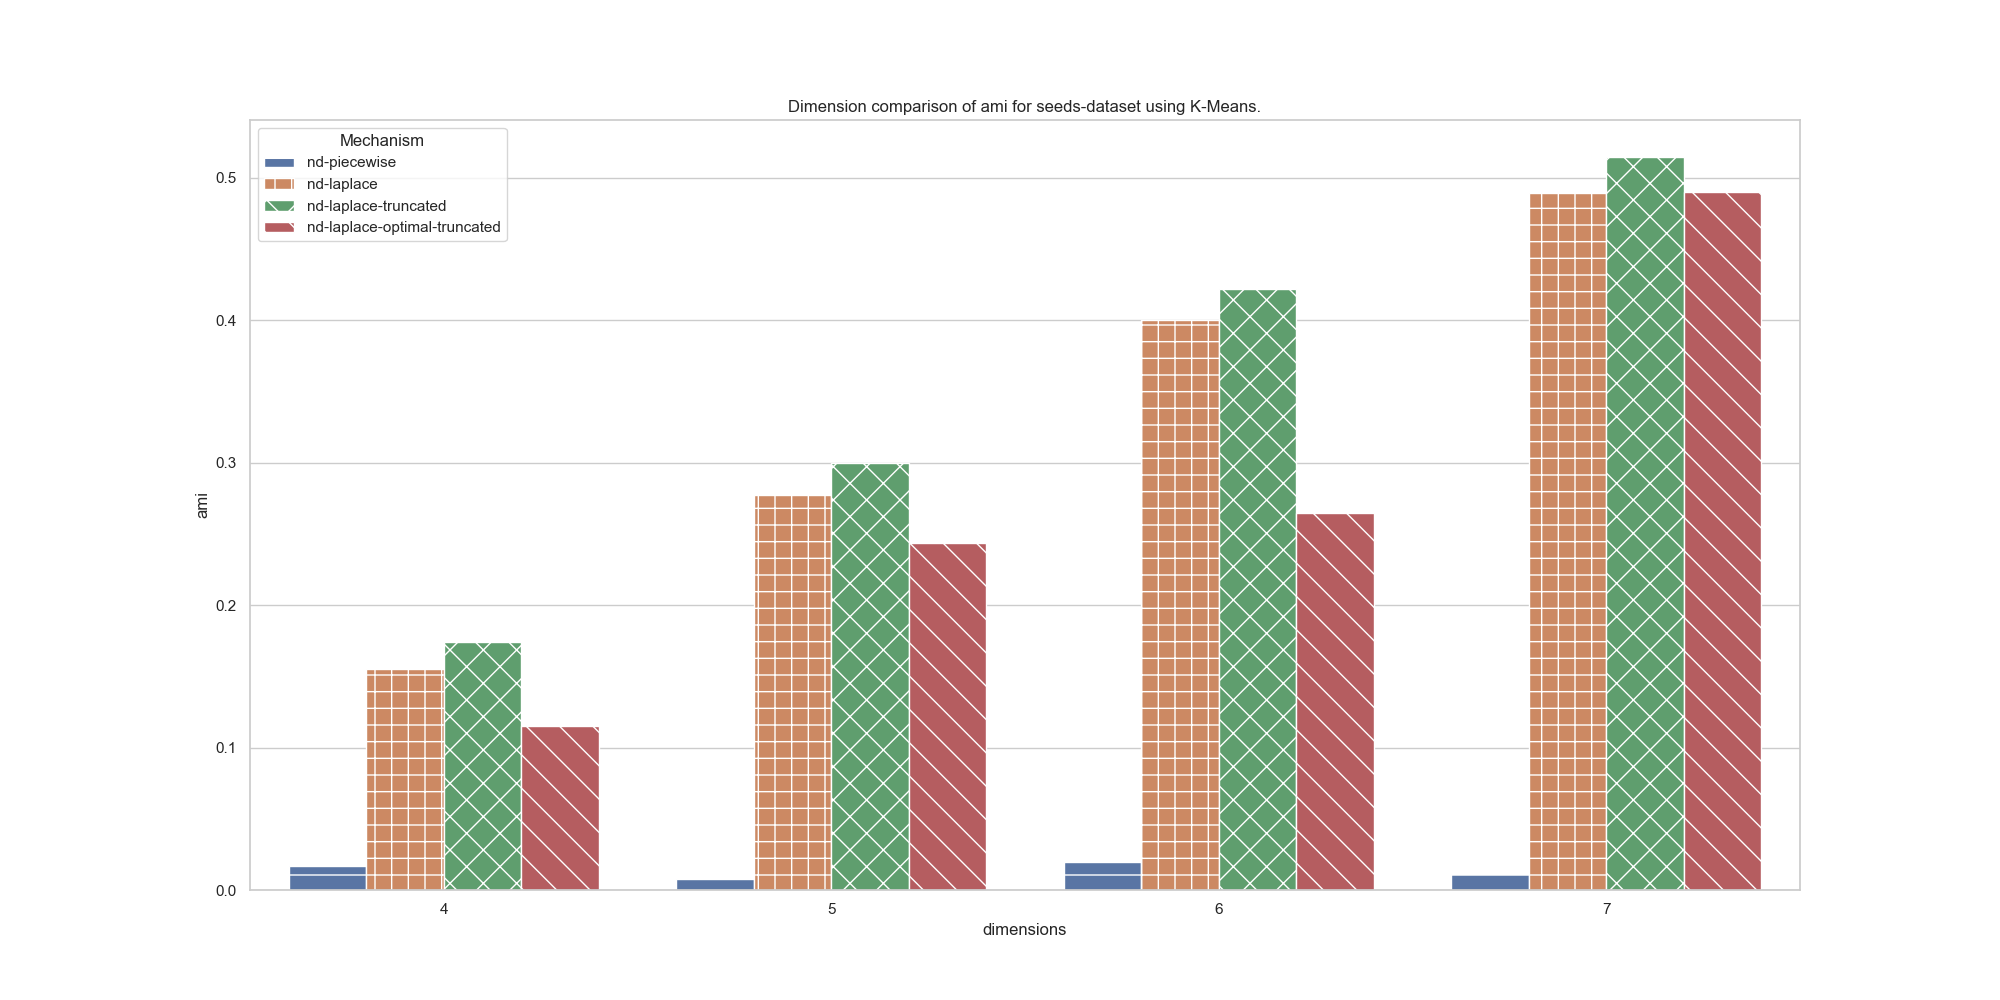 Dimension comparison of ami for seeds-dataset using K-Means.
Mechanism
nd-piecewise
nd-laplace
nd-laplace-truncated
nd-laplace-optimal-truncated
0.5
0.4
0.3
0.2
0.1
0.0
ami
4 5 6 7
dimensions